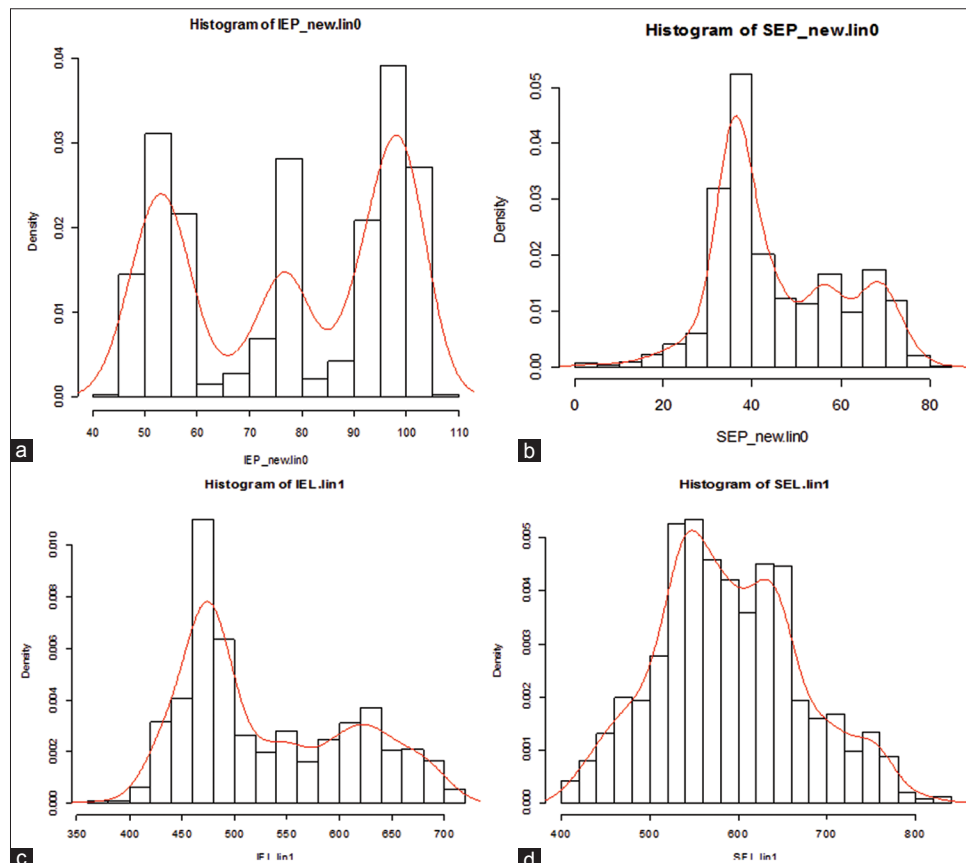 Histogram of IEP_new.lin0
Density
0.00 0.01 0.02 0.03 0.04
40 50 60 70 80 90 100 110
IEP_new.lin0
a
Histogram of SEP_new.lin0
Density
0.00 0.01 0.02 0.03 0.04 0.05
0 20 40 60 80
SEP_new.lin0
b
Histogram of IEL.lin1
Density
0.000 0.002 0.0004 0.006 0.008 0.010
350 400 450 500 550 600 650 700
IEL.lin1
c
Histogram of SEL.lin1
Density
0.000 0.001 0.002 0.003 0.004 0.005
400 500 600 700 800
SEL.lin1
d